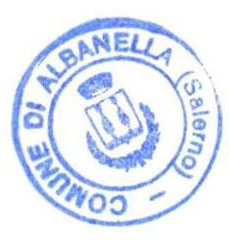 COMUNE DI ALBANELLA (Salerno) –